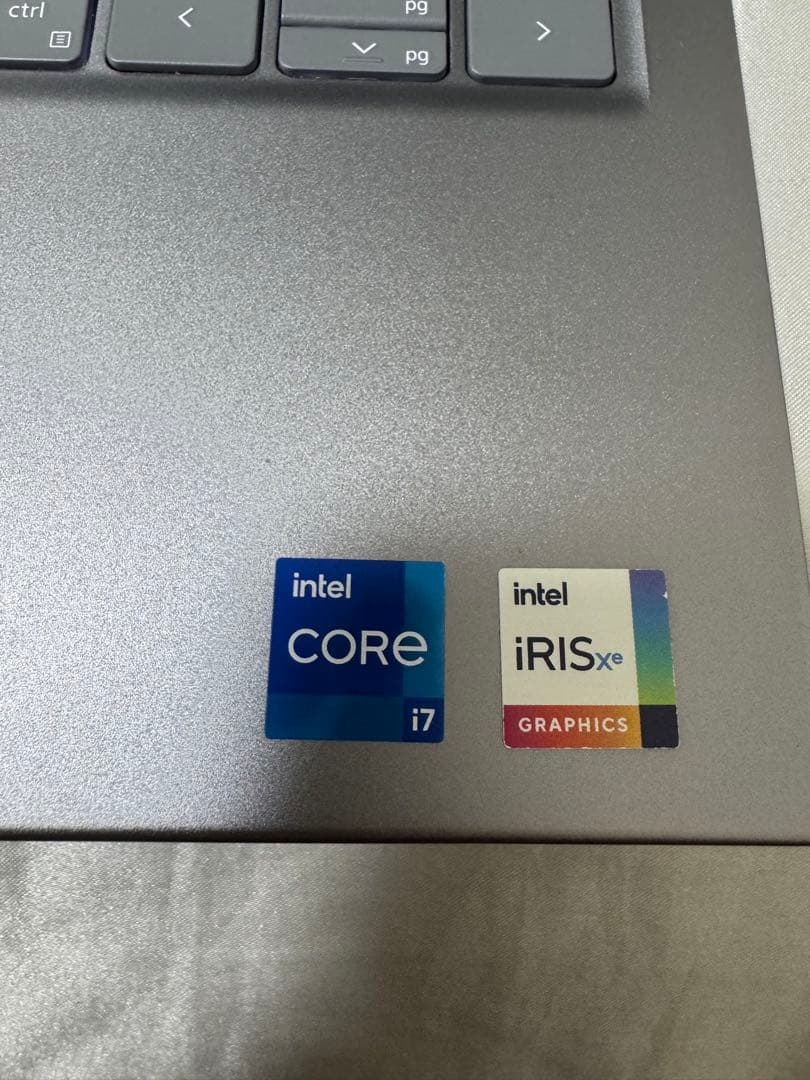 ctrl
pg
pg
intel
CORe
i7
intel
iRISxe
GRAPHICS